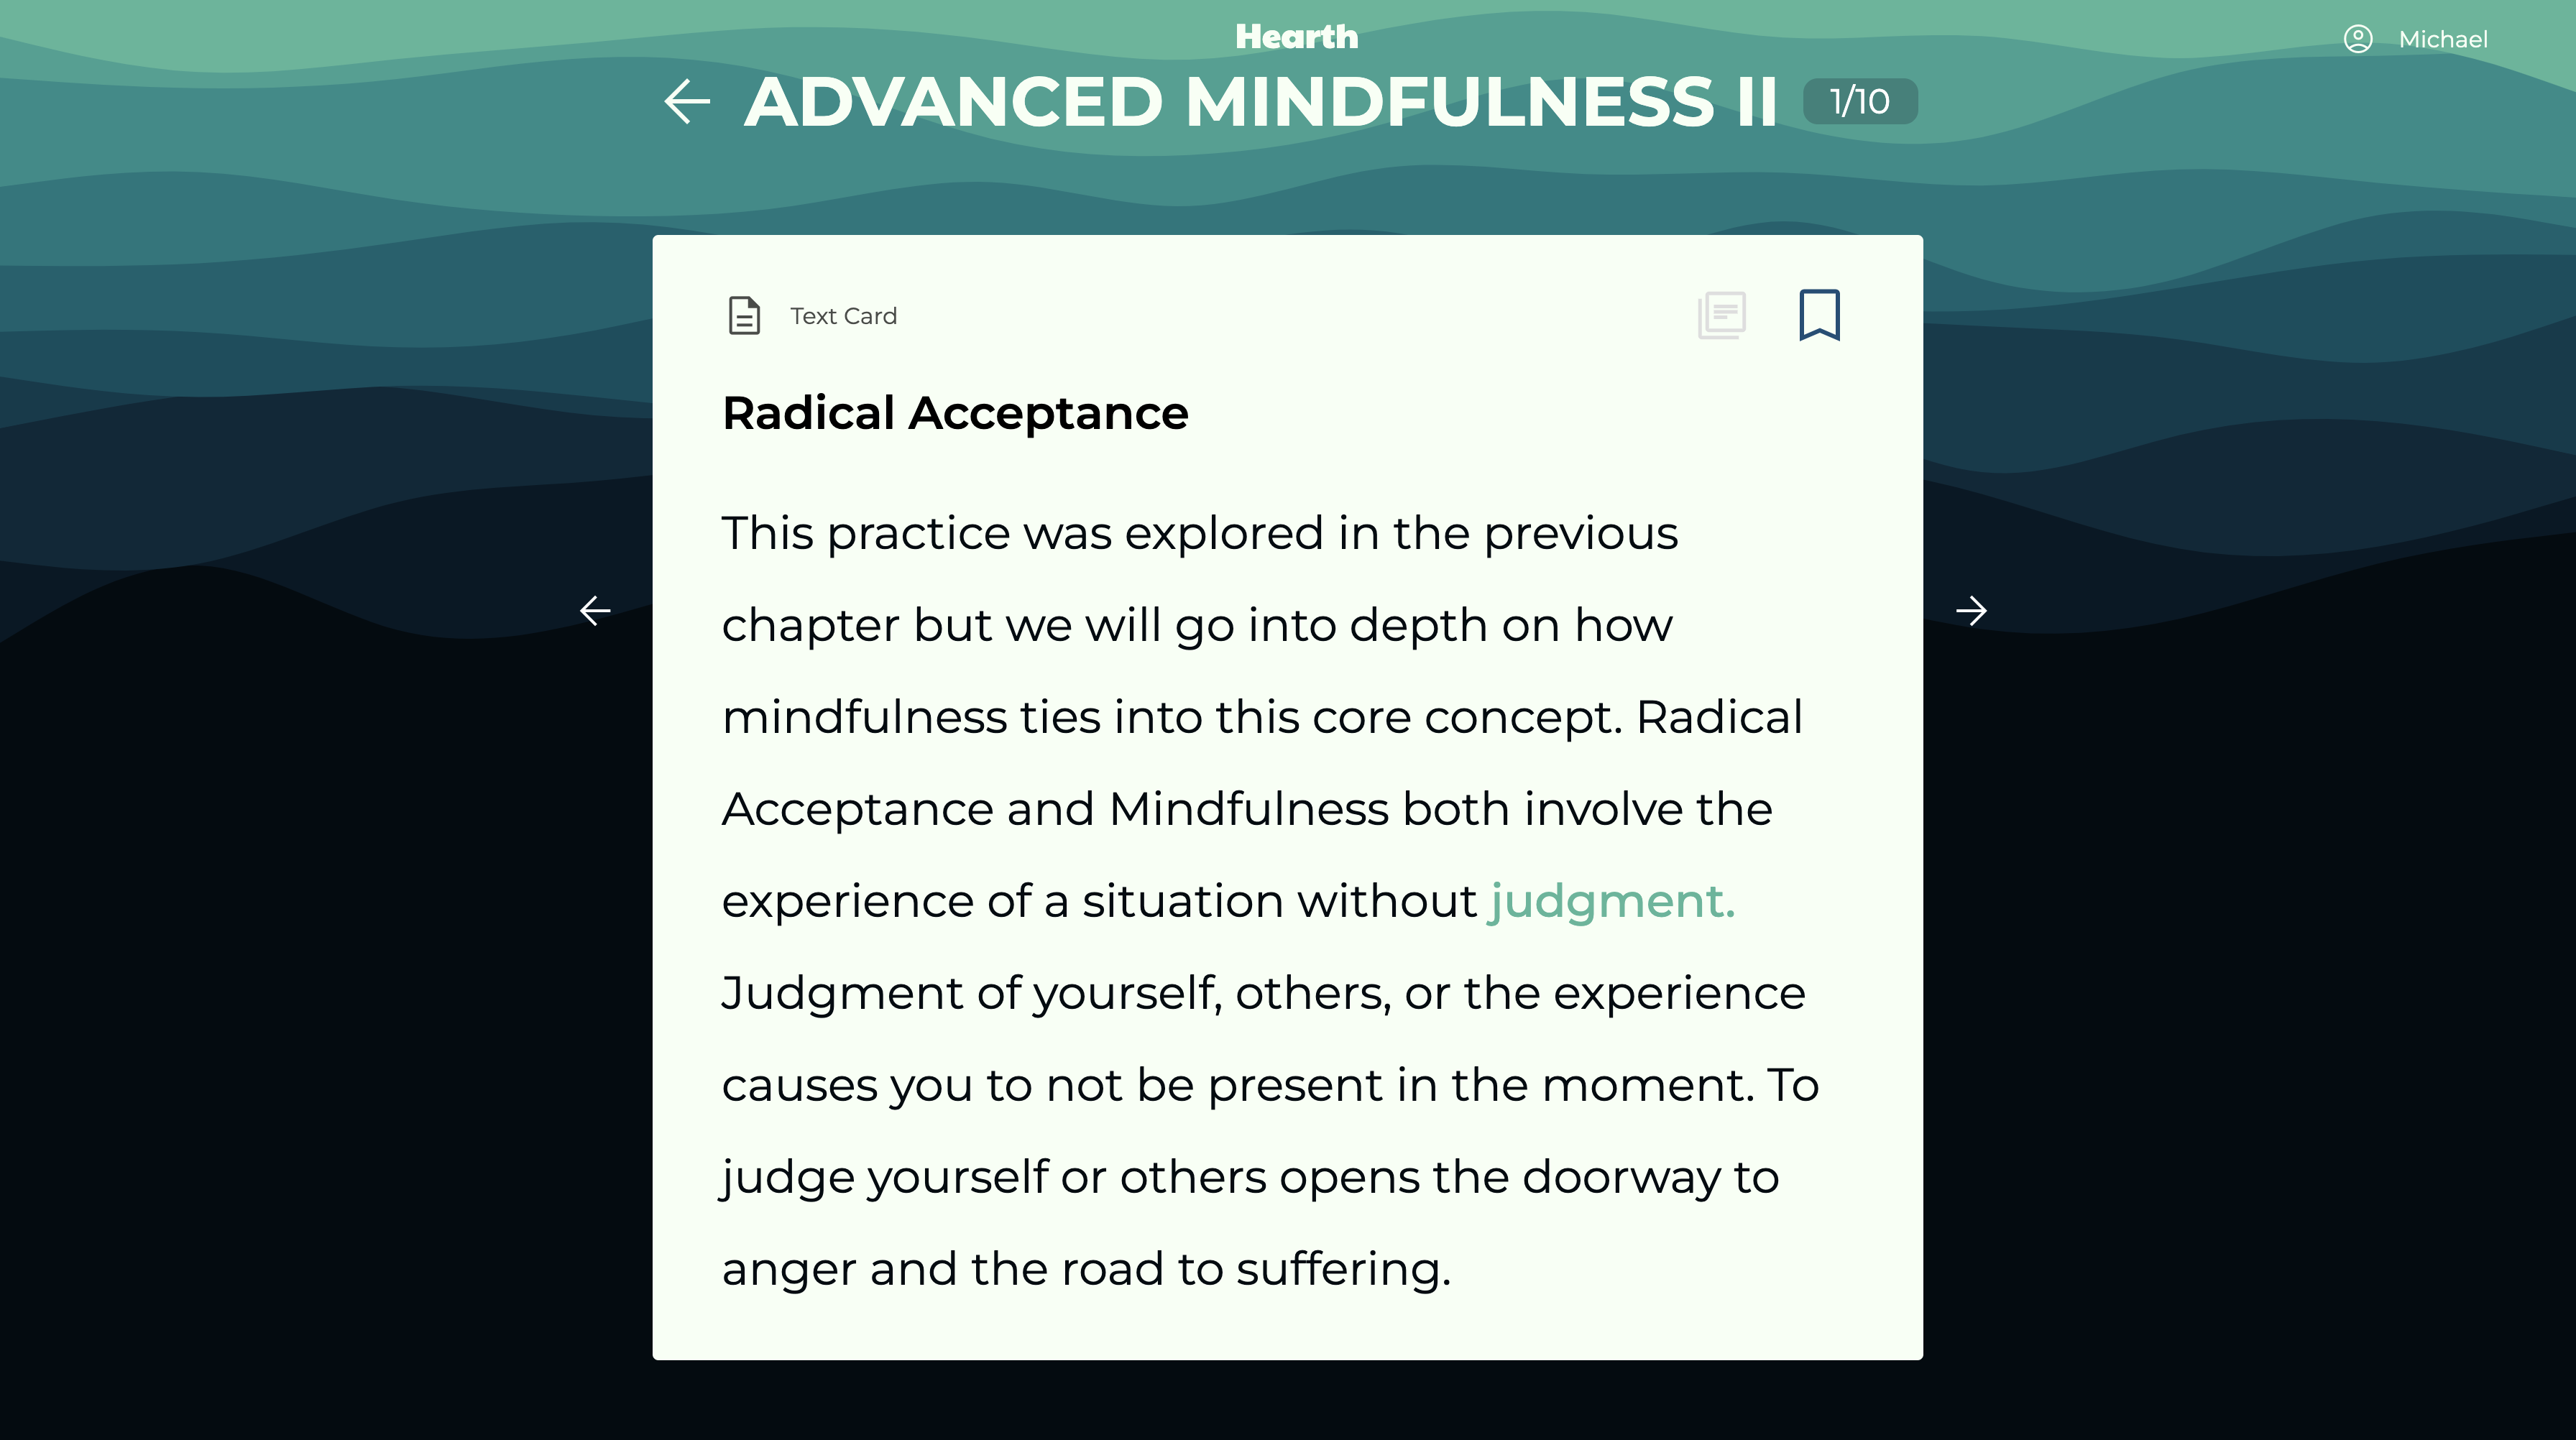 Hearth
Michael
ADVANCED MINDFULNESS II
1/10
Text Card
Radical Acceptance
This practice was explored in the previous
chapter but we will go into depth on how
mindfulness ties into this core concept. Radical
Acceptance and Mindfulness both involve the
experience of a situation without judgment.
Judgment of yourself, others, or the experience
causes you to not be present in the moment. To
judge yourself or others opens the doorway to
anger and the road to suffering.